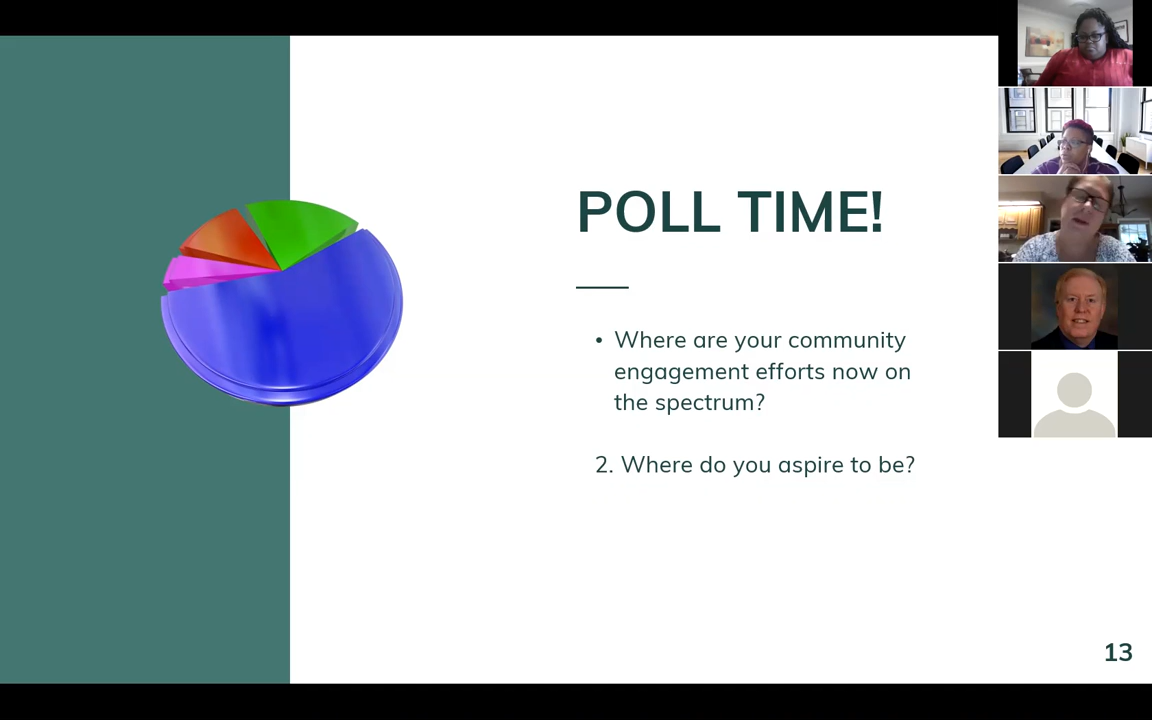 POLL TIME!
• Where are your community
engagement efforts now on
the spectrum?
2. Where do you aspire to be?
13